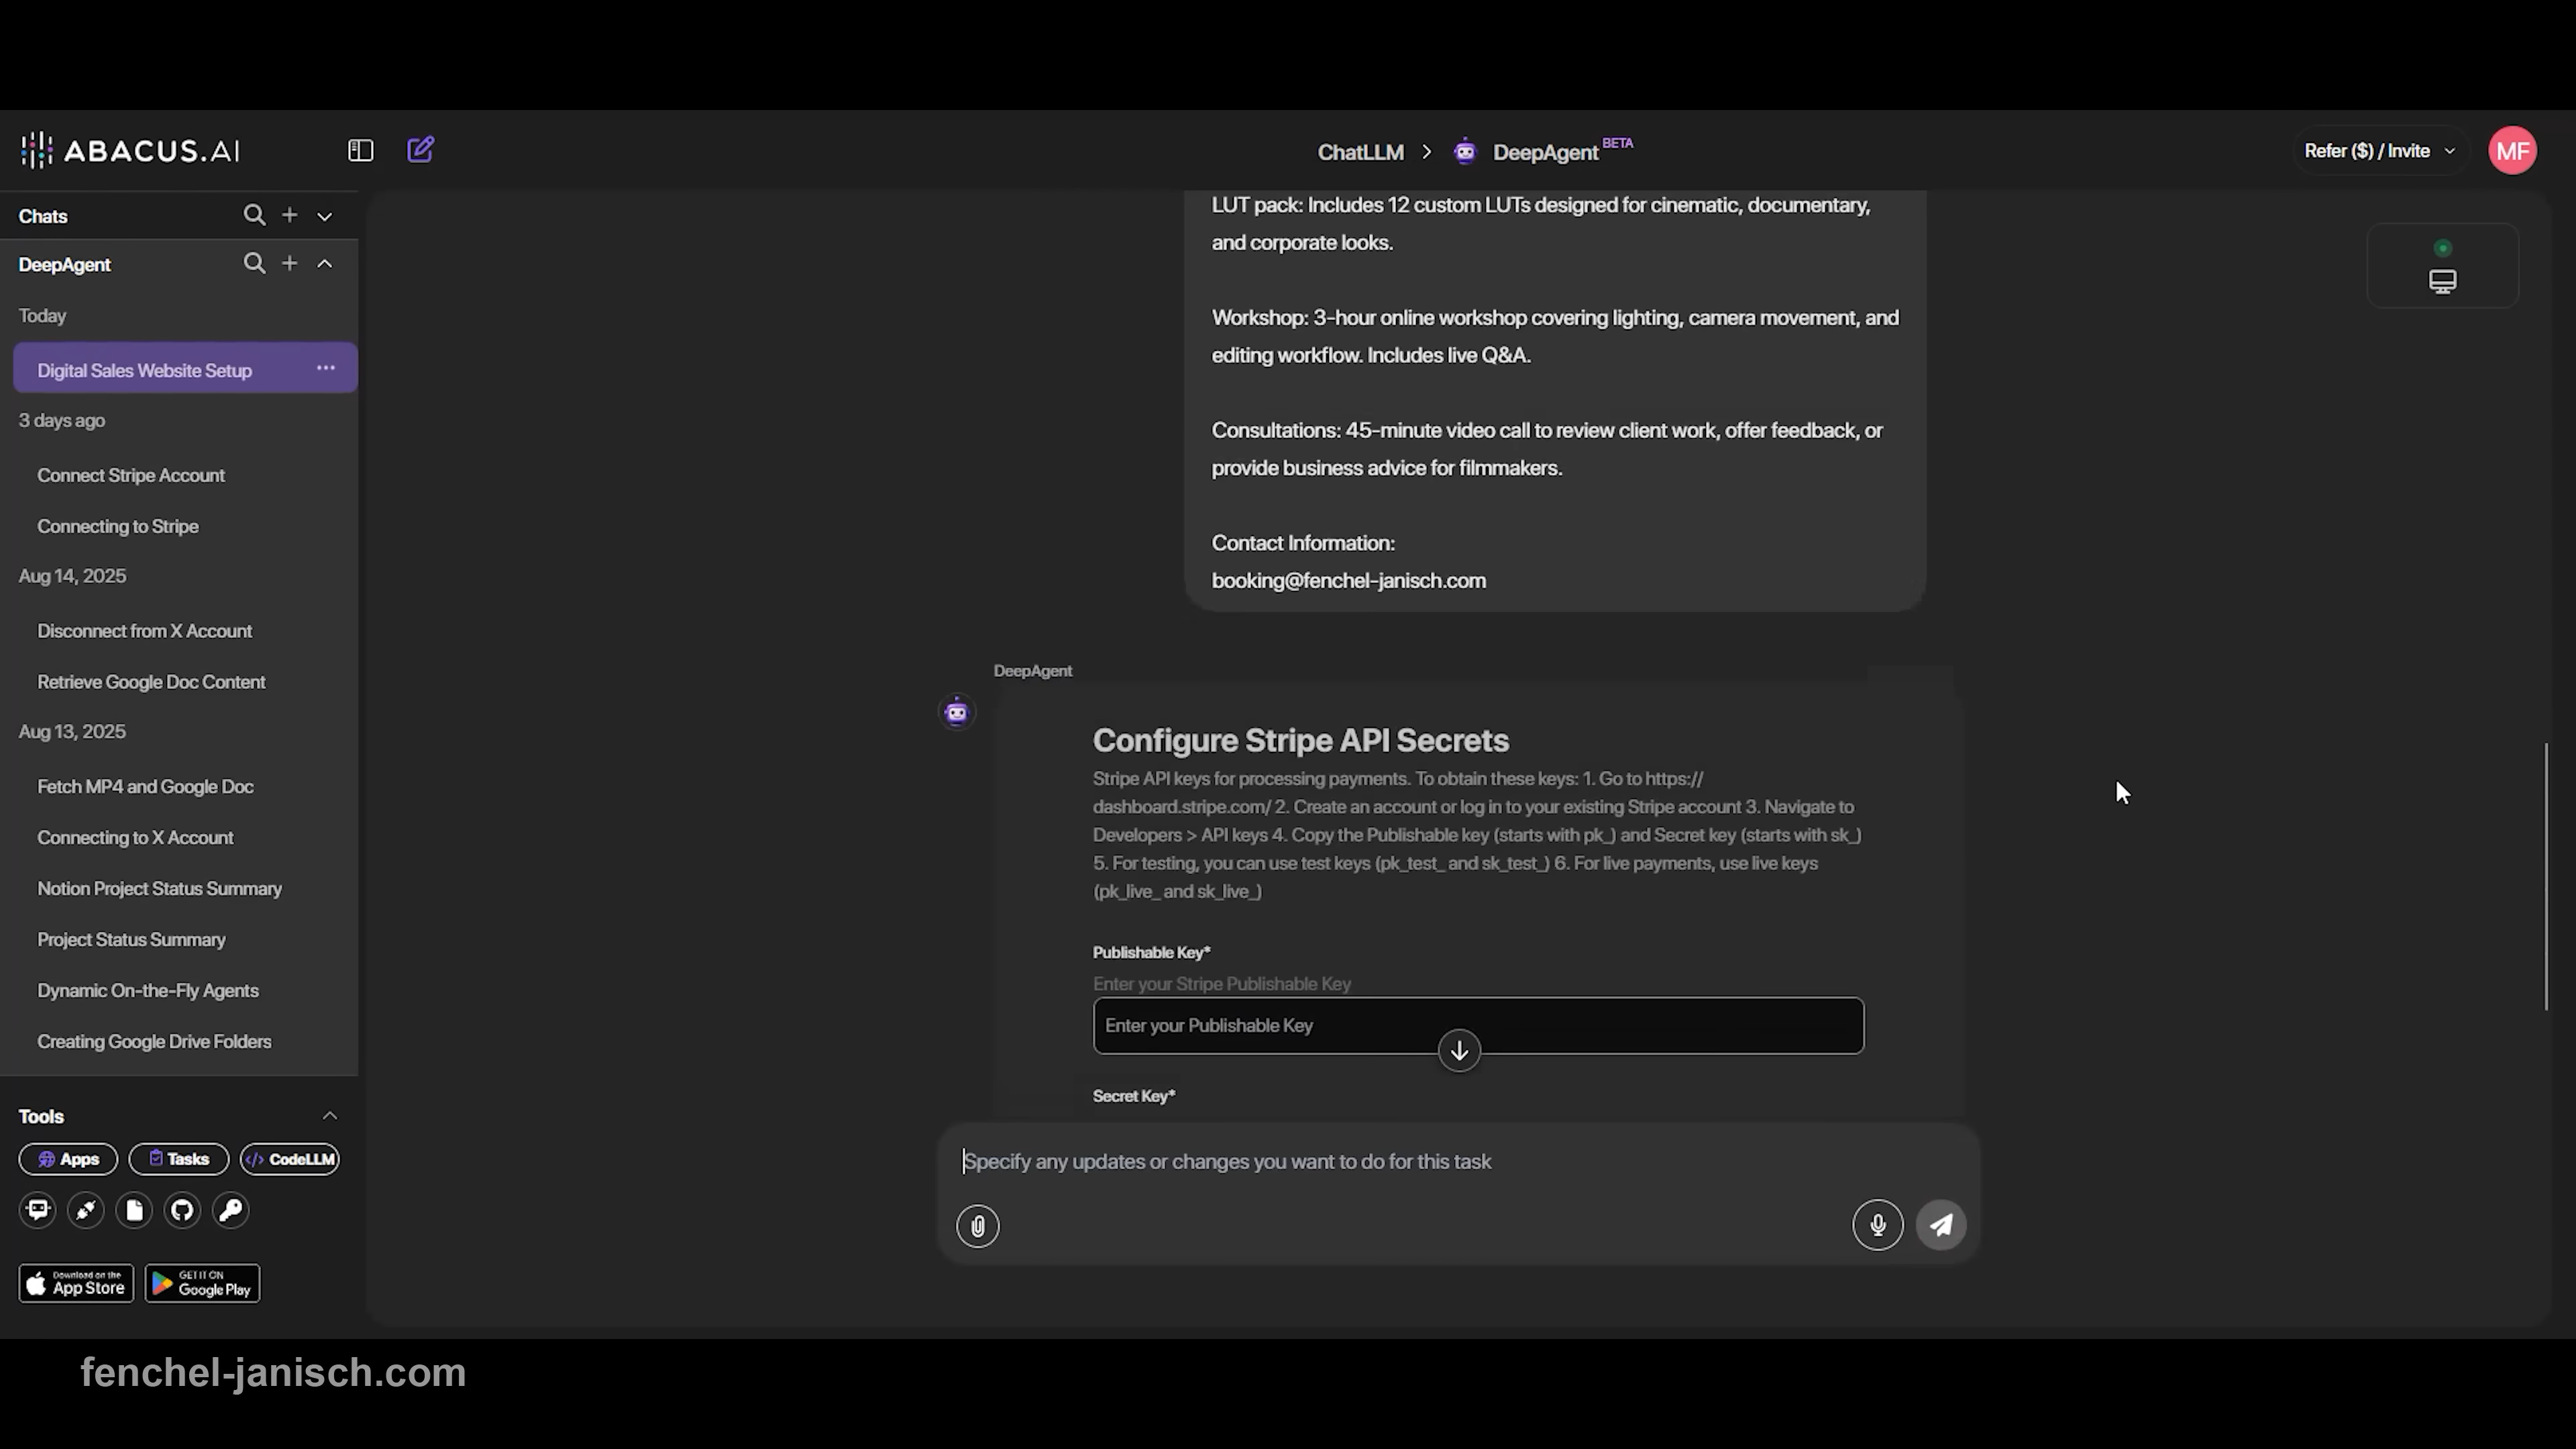 ABACUS.AI
ChatLLM > DeepAgent BETA
Refer ($) / Invite
MF
Chats
DeepAgent
Today
Digital Sales Website Setup
3 days ago
Connect Stripe Account
Connecting to Stripe
Aug 14, 2025
Disconnect from X Account
Retrieve Google Doc Content
Aug 13, 2025
Fetch MP4 and Google Doc
Connecting to X Account
Notion Project Status Summary
Project Status Summary
Dynamic On-the-Fly Agents
Creating Google Drive Folders
Tools
Apps
Tasks
CodeLLM
Download on the
App Store
GET IT ON
Google Play
LUT pack: Includes 12 custom LUTs designed for cinematic, documentary,
and corporate looks.
Workshop: 3-hour online workshop covering lighting, camera movement, and
editing workflow. Includes live Q&A.
Consultations: 45-minute video call to review client work, offer feedback, or
provide business advice for filmmakers.
Contact Information:
booking@fenchel-janisch.com
DeepAgent
Configure Stripe API Secrets
Stripe API keys for processing payments. To obtain these keys: 1. Go to https://
dashboard.stripe.com/ 2. Create an account or log in to your existing Stripe account 3. Navigate to
Developers > API keys 4. Copy the Publishable key (starts with pk_) and Secret key (starts with sk_)
5. For testing, you can use test keys (pk_test_ and sk_test_) 6. For live payments, use live keys
(pk_live_ and sk_live_)
Publishable Key*
Enter your Stripe Publishable Key
Enter your Publishable Key
Secret Key*
Specify any updates or changes you want to do for this task
fenchel-janisch.com